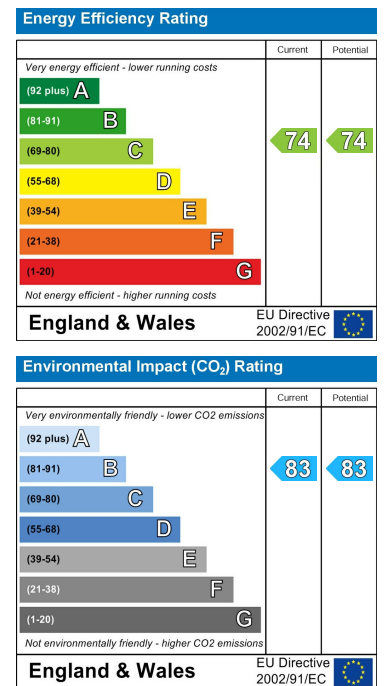 Energy Efficiency Rating
Current Potential
Very energy efficient - lower running costs
(92 plus) A
(81-91) B
(69-80) C
74 74
(55-68) D
(39-54) E
(21-38) F
(1-20) G
Not energy efficient - higher running costs
England & Wales
EU Directive
2002/91/EC
Environmental Impact (CO₂) Rating
Current Potential
Very environmentally friendly - lower CO2 emissions
(92 plus) A
(81-91) B
83 83
(69-80) C
(55-68) D
(39-54) E
(21-38) F
(1-20) G
Not environmentally friendly - higher CO2 emissions
England & Wales
EU Directive
2002/91/EC